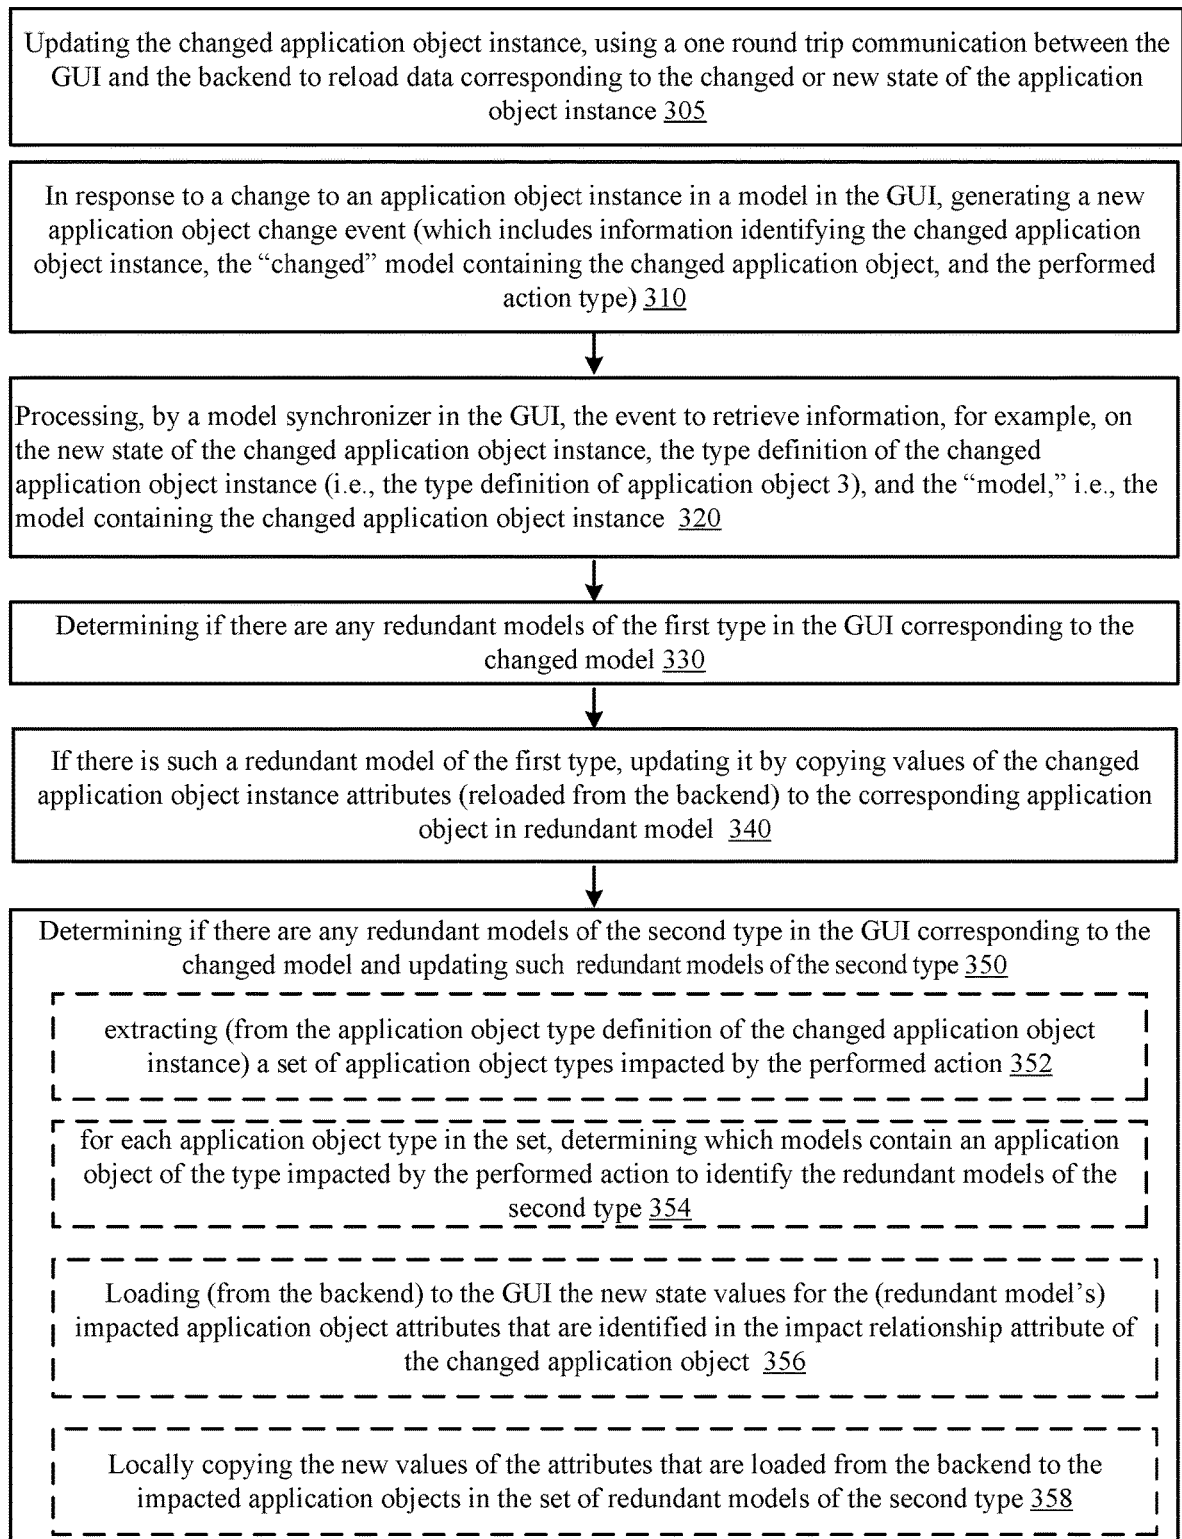 Updating the changed application object instance, using a one round trip communication between the
GUI and the backend to reload data corresponding to the changed or new state of the application
object instance 305
In response to a change to an application object instance in a model in the GUI, generating a new
application object change event (which includes information identifying the changed application
object instance, the “changed” model containing the changed application object, and the performed
action type) 310
Processing, by a model synchronizer in the GUI, the event to retrieve information, for example, on
the new state of the changed application object instance, the type definition of the changed
application object instance (i.e., the type definition of application object 3), and the “model,” i.e., the
model containing the changed application object instance 320
Determining if there are any redundant models of the first type in the GUI corresponding to the
changed model 330
If there is such a redundant model of the first type, updating it by copying values of the changed
application object instance attributes (reloaded from the backend) to the corresponding application
object in redundant model 340
Determining if there are any redundant models of the second type in the GUI corresponding to the
changed model and updating such redundant models of the second type 350
extracting (from the application object type definition of the changed application object
instance) a set of application object types impacted by the performed action 352
for each application object type in the set, determining which models contain an application
object of the type impacted by the performed action to identify the redundant models of the
second type 354
Loading (from the backend) to the GUI the new state values for the (redundant model’s)
impacted application object attributes that are identified in the impact relationship attribute of
the changed application object 356
Locally copying the new values of the attributes that are loaded from the backend to the
impacted application objects in the set of redundant models of the second type 358